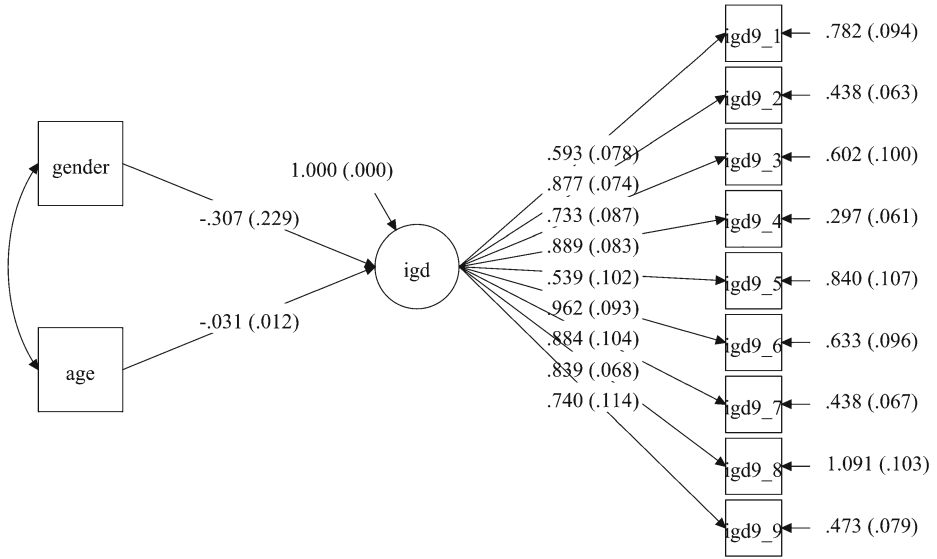 gender
age
-.307 (.229)
-.031 (.012)
1.000 (.000)
igd
.593 (.078)
.877 (.074)
.733 (.087)
.889 (.083)
.539 (.102)
.962 (.093)
.884 (.104)
.839 (.068)
.740 (.114)
igd9_1 .782 (.094)
igd9_2 .438 (.063)
igd9_3 .602 (.100)
igd9_4 .297 (.061)
igd9_5 .840 (.107)
igd9_6 .633 (.096)
igd9_7 .438 (.067)
igd9_8 1.091 (.103)
igd9_9 .473 (.079)